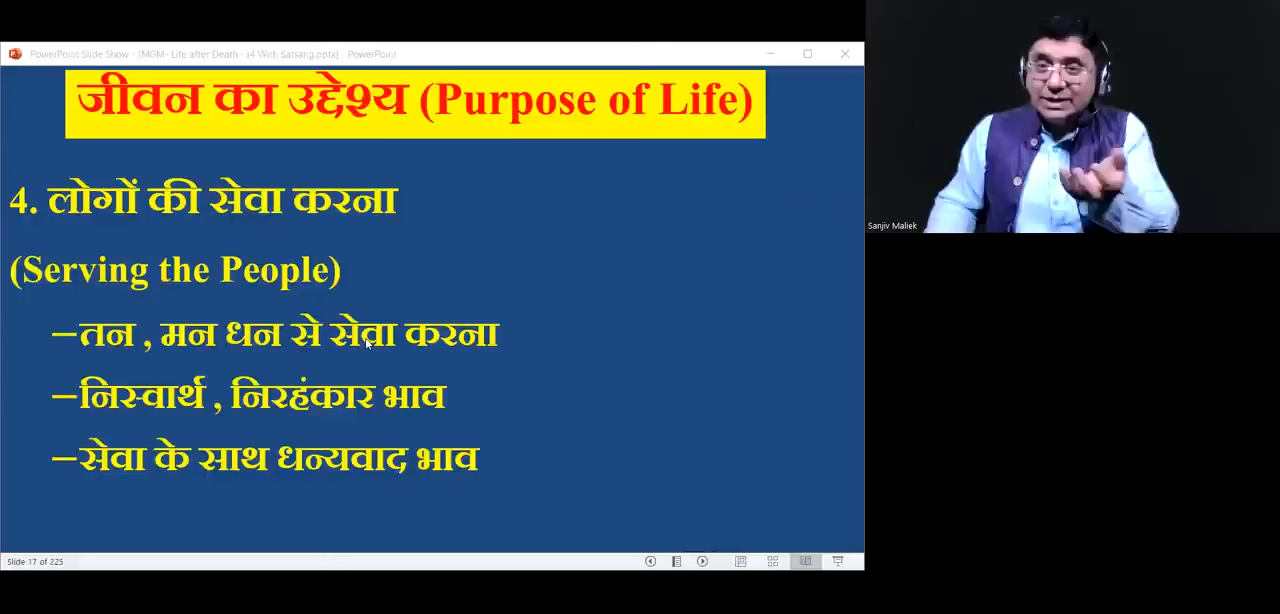 PowerPoint Slide Show - [MGM- Life after Death- 14 With Satsang.pptx] - PowerPoint
जीवन का उद्देश्य (Purpose of Life)
4. लोगों की सेवा करना
(Serving the People)
–तन , मन धन से सेवा करना
–निस्वार्थ , निरहंकार भाव
–सेवा के साथ धन्यवाद भाव
Slide 17 of 225
Sanjiv Maliek